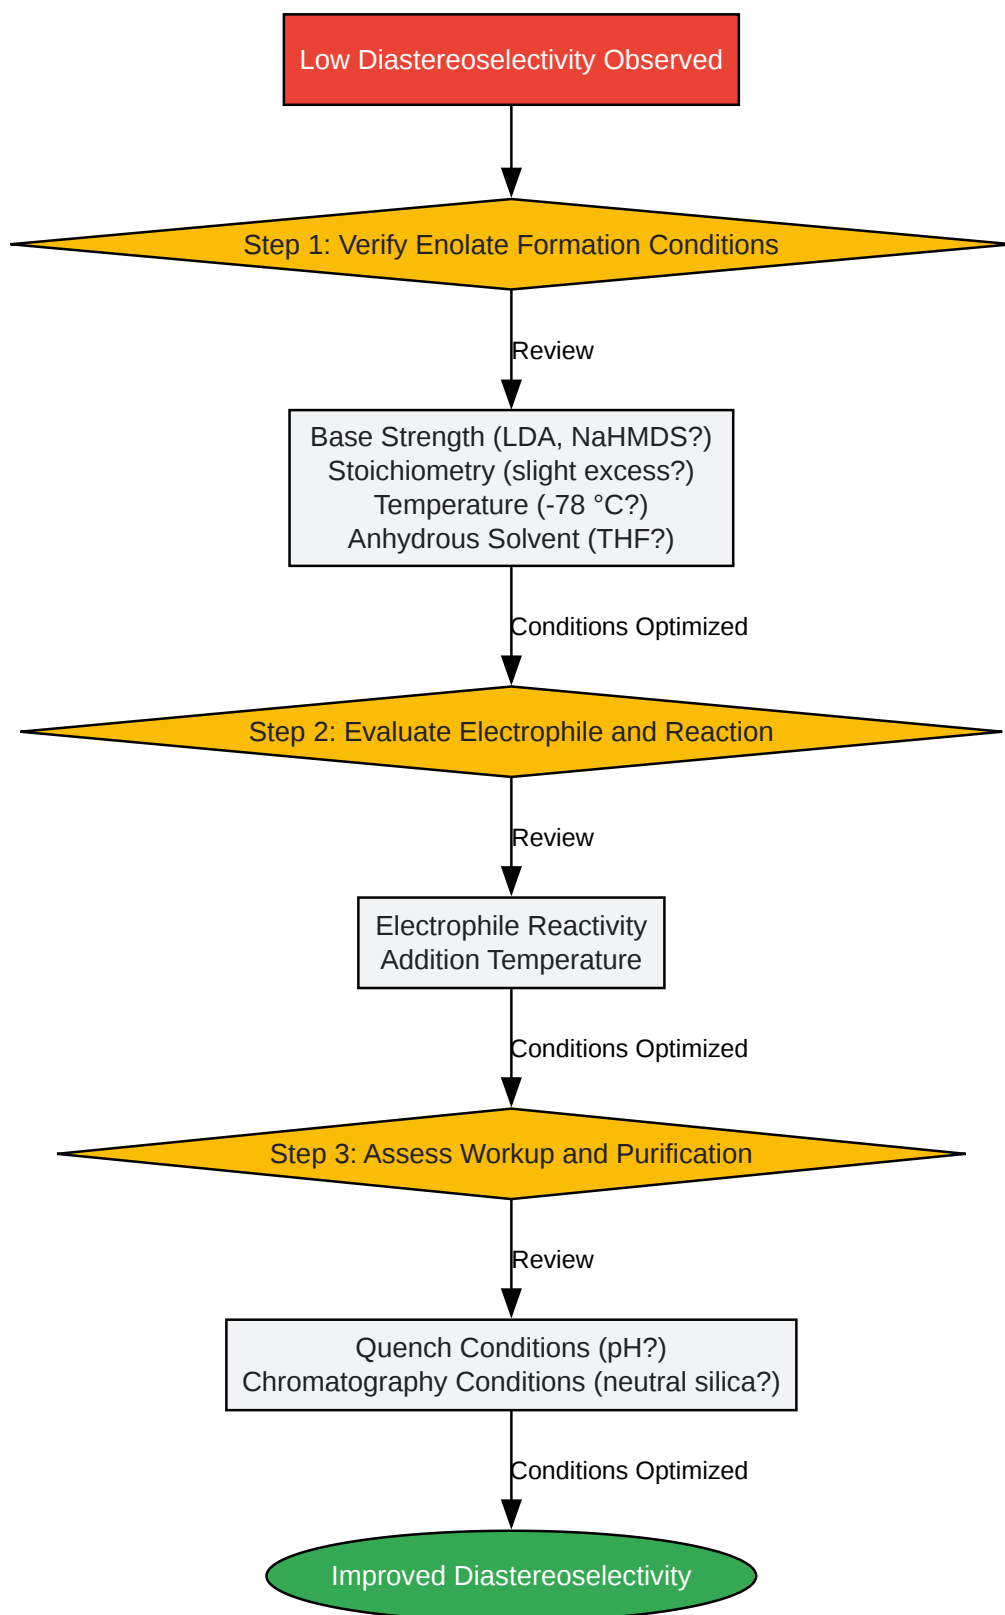 Low Diastereoselectivity Observed
Step 1: Verify Enolate Formation Conditions
Review
Base Strength (LDA, NaHMDS?)
Stoichiometry (slight excess?)
Temperature (-78 °C?)
Anhydrous Solvent (THF?)
Conditions Optimized
Step 2: Evaluate Electrophile and Reaction
Review
Electrophile Reactivity
Addition Temperature
Conditions Optimized
Step 3: Assess Workup and Purification
Review
Quench Conditions (pH?)
Chromatography Conditions (neutral silica?)
Conditions Optimized
Improved Diastereoselectivity